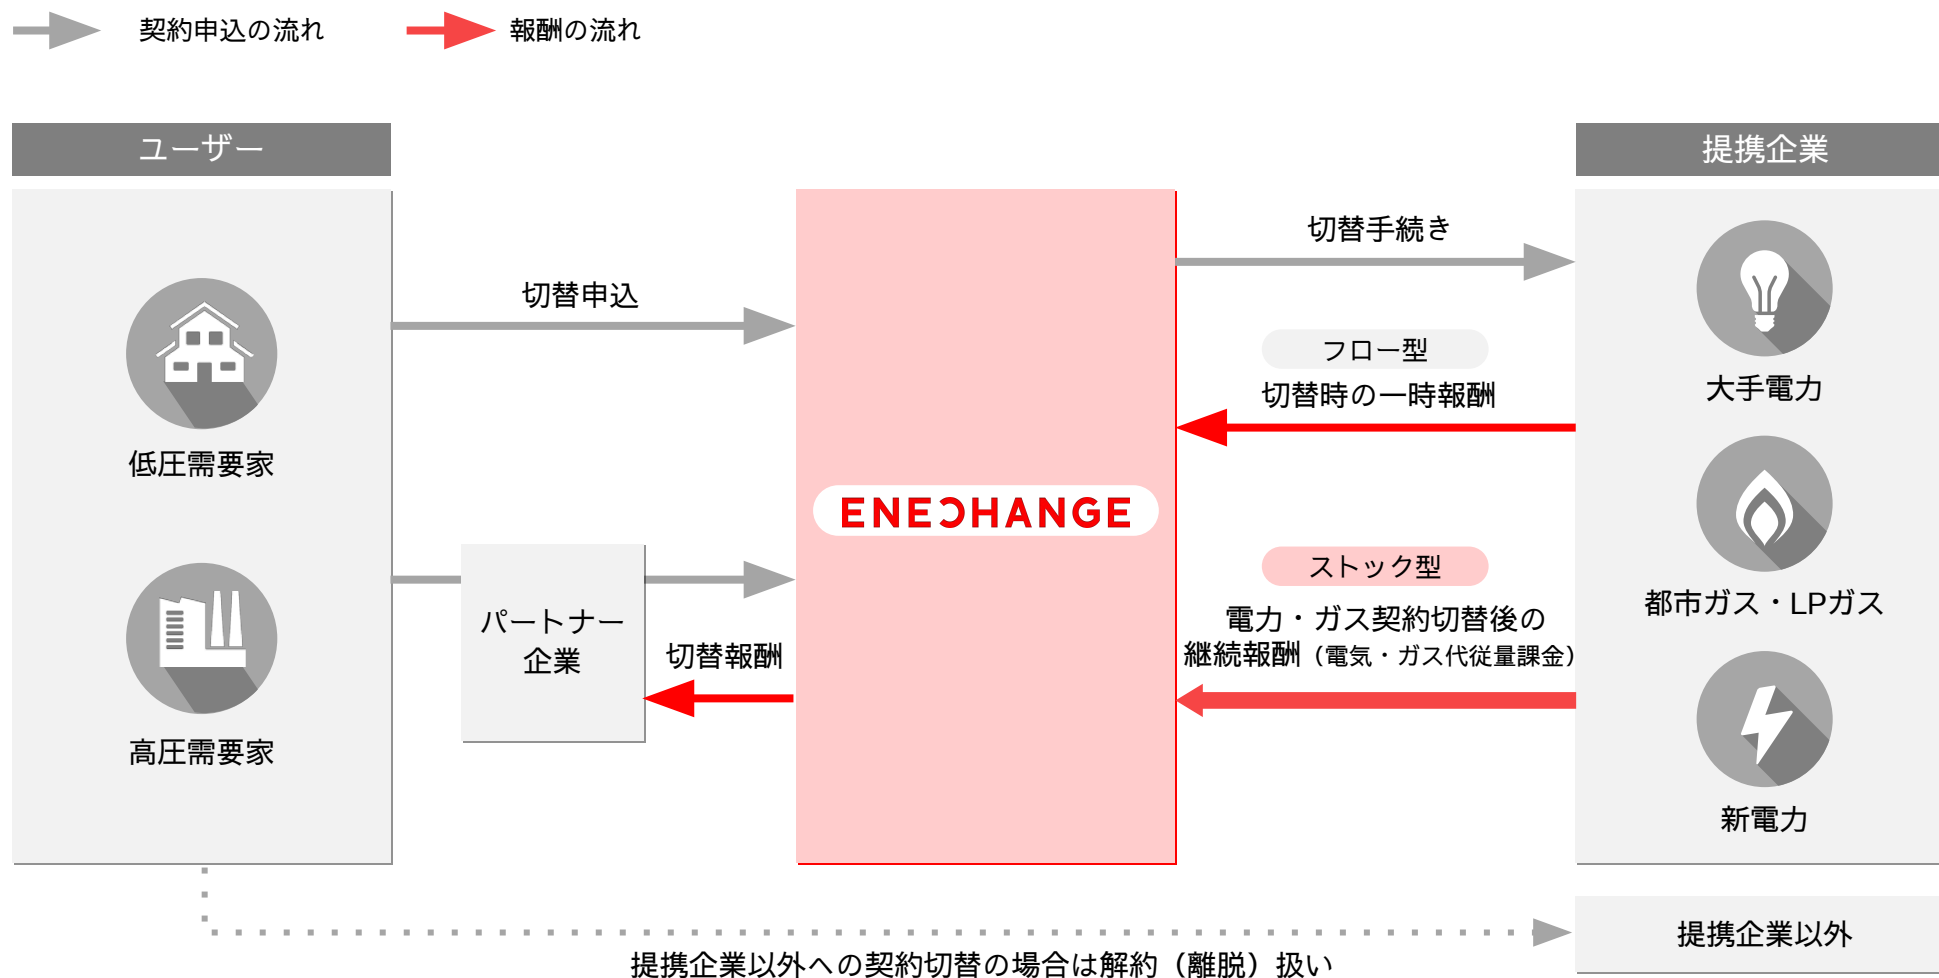 契約申込の流れ
報酬の流れ
ユーザー
提携企業
切替手続き
切替申込
フロー型
切替時の一時報酬
大手電力
低圧需要家
ENECHANGE
ストック型
電力・ガス契約切替後の
継続報酬（電気・ガス代従量課金）
都市ガス・LPガス
パートナー
企業
切替報酬
高圧需要家
新電力
提携企業以外
提携企業以外への契約切替の場合は解約（離脱）扱い